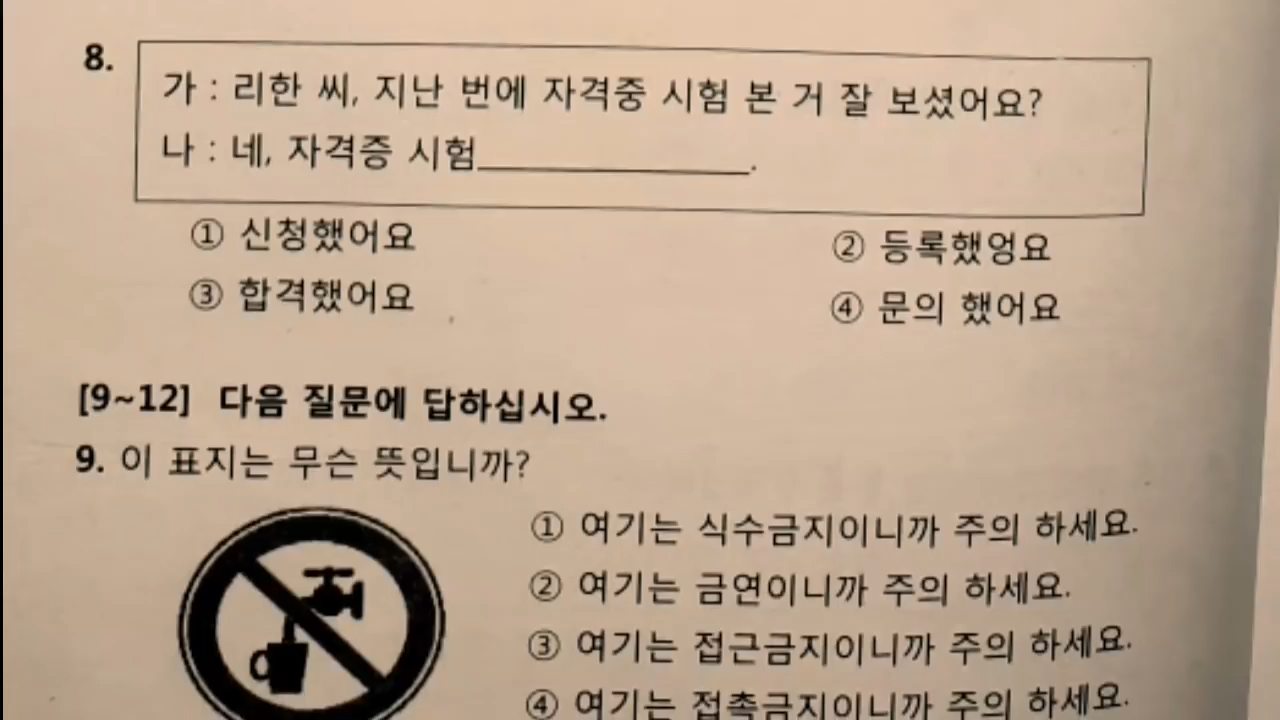 8.
가 : 리한 씨, 지난 번에 자격중 시험 본 거 잘 보셨어요?
나 : 네, 자격증 시험____________.
① 신청했어요
② 등록했엉요
③ 합격했어요
④ 문의 했어요
[9~12] 다음 질문에 답하십시오.
9. 이 표지는 무슨 뜻입니까?
① 여기는 식수금지이니까 주의 하세요.
② 여기는 금연이니까 주의 하세요.
③ 여기는 접근금지이니까 주의 하세요.
④ 여기는 접촉금지이니까 주의 하세요.